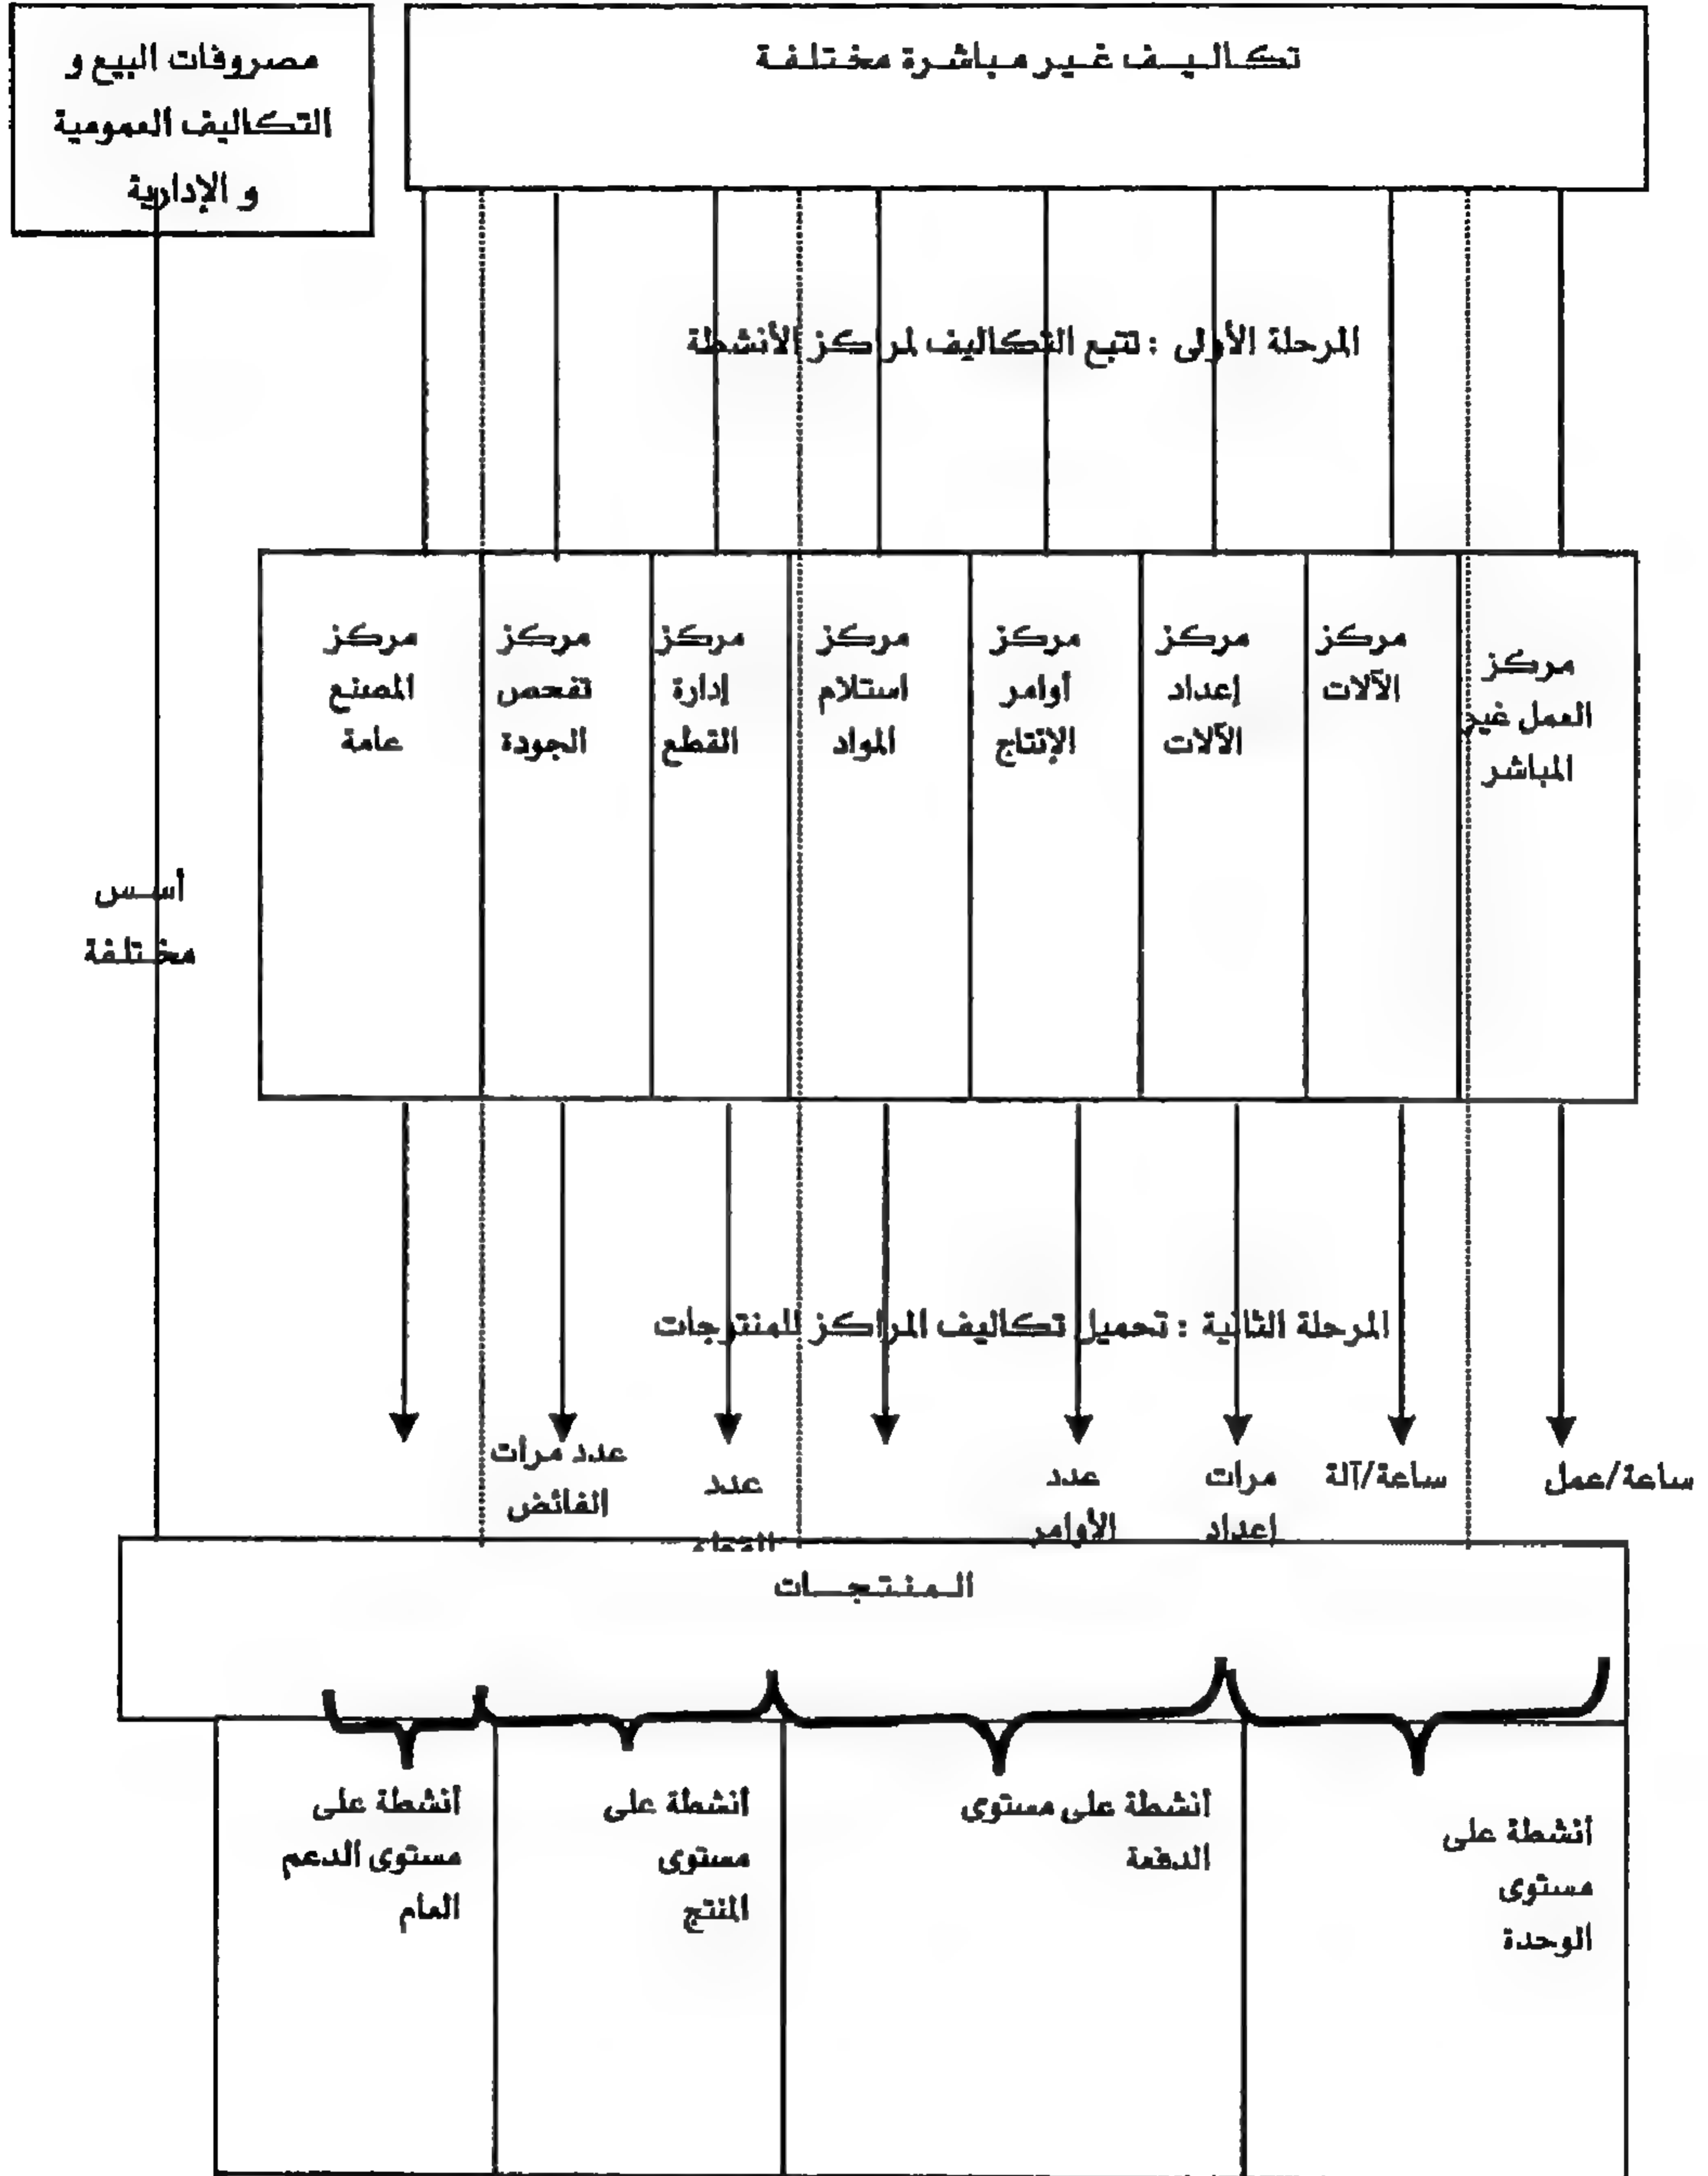 تكاليف غير مباشرة مختلفة
مصروفات البيع و
التكاليف العمومية
و الإدارية
المرحلة الأولى : تتبع التكاليف لمراكز الأنشطة
مركز
العمل غير
المباشر
مركز
الآلات
مركز
إعداد
الآلات
مركز
أوامر
الإنتاج
مركز
استلام
المواد
مركز
إدارة
القطع
مركز
تفحص
الجودة
مركز
المصنع
عامة
أسس
مختلفة
المرحلة الثانية : تحميل تكاليف المراكز للمنتوجات
ساعة/عمل
ساعة/آلة
مرات
إعداد
عدد
الأوامر
عدد
عدد مرات
الفائض
المنتجات
أنشطة على
مستوى
الوحدة
أنشطة على مستوى
الدفعة
أنشطة على
مستوى
المنتج
أنشطة على
مستوى الدعم
العام